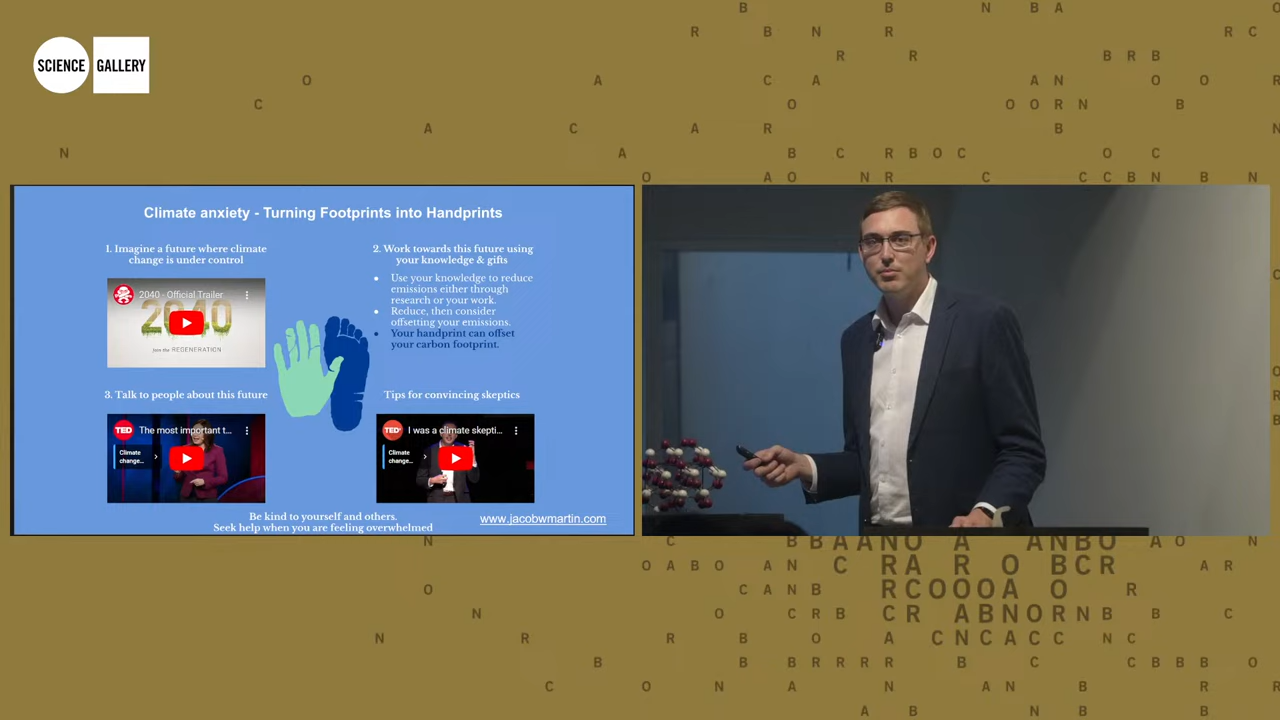 SCIENCE GALLERY
Climate anxiety - Turning Footprints into Handprints
1. Imagine a future where climate
change is under control
2040 - Official Trailer
2040
Join the REGENERATION
2. Work towards this future using
your knowledge & gifts
● Use your knowledge to reduce
emissions either through
research or your work.
● Reduce, then consider
offsetting your emissions.
● Your handprint can offset
your carbon footprint.
3. Talk to people about this future
TED The most important t...
Climate
change...
Tips for convincing skeptics
TED I was a climate skepti...
Climate
change...
Be kind to yourself and others.
Seek help when you are feeling overwhelmed
www.jacobwmartin.com